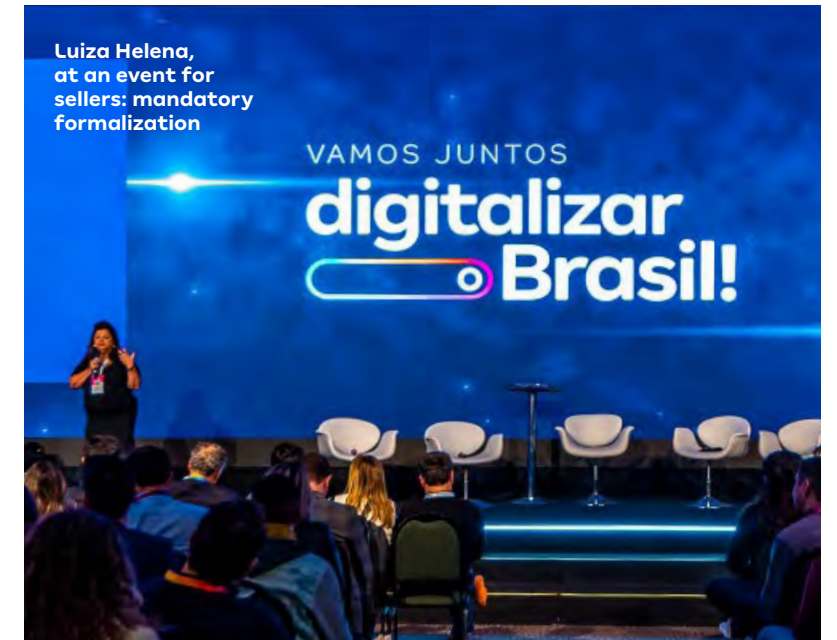 Luiza Helena,
at an event for
sellers: mandatory
formalization
VAMOS JUNTOS
digitalizar
o Brasil!